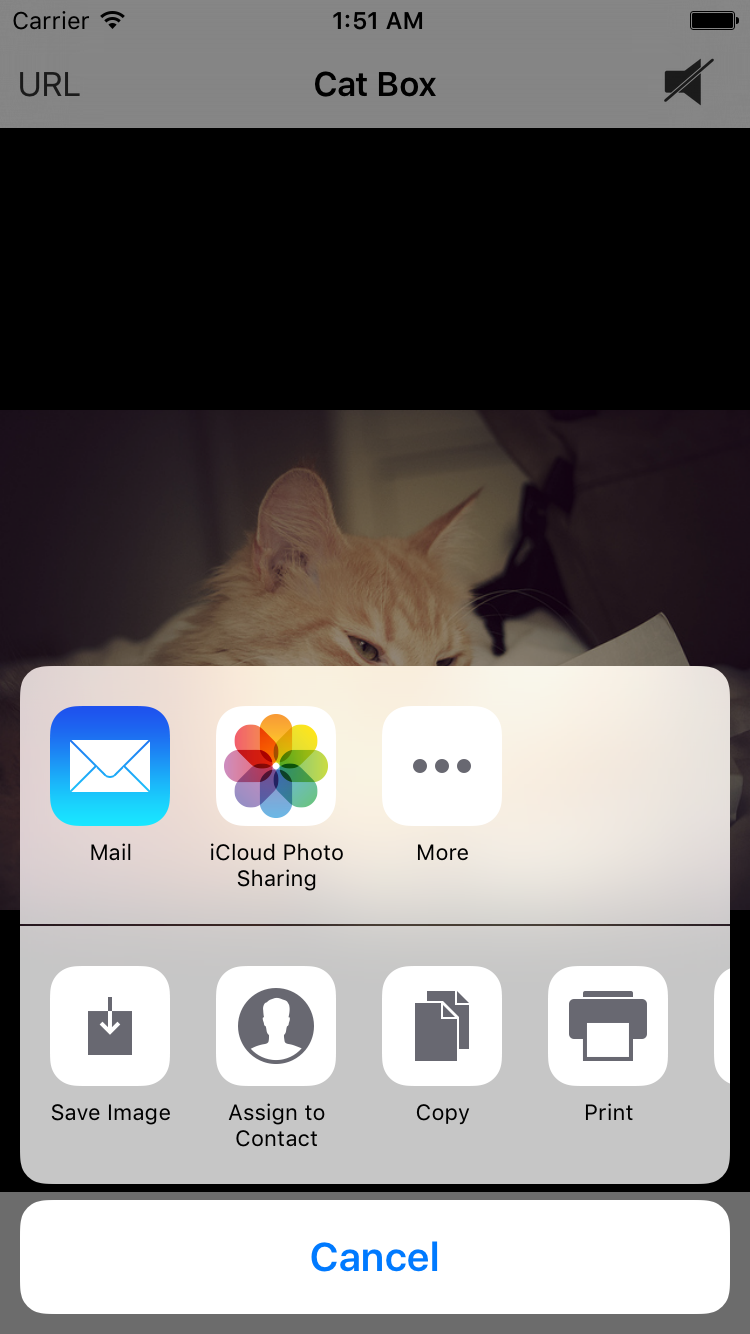 Carrier 1:51 AM
URL Cat Box
Mail
iCloud Photo
Sharing
More
Save Image
Assign to
Contact
Copy
Print
Cancel